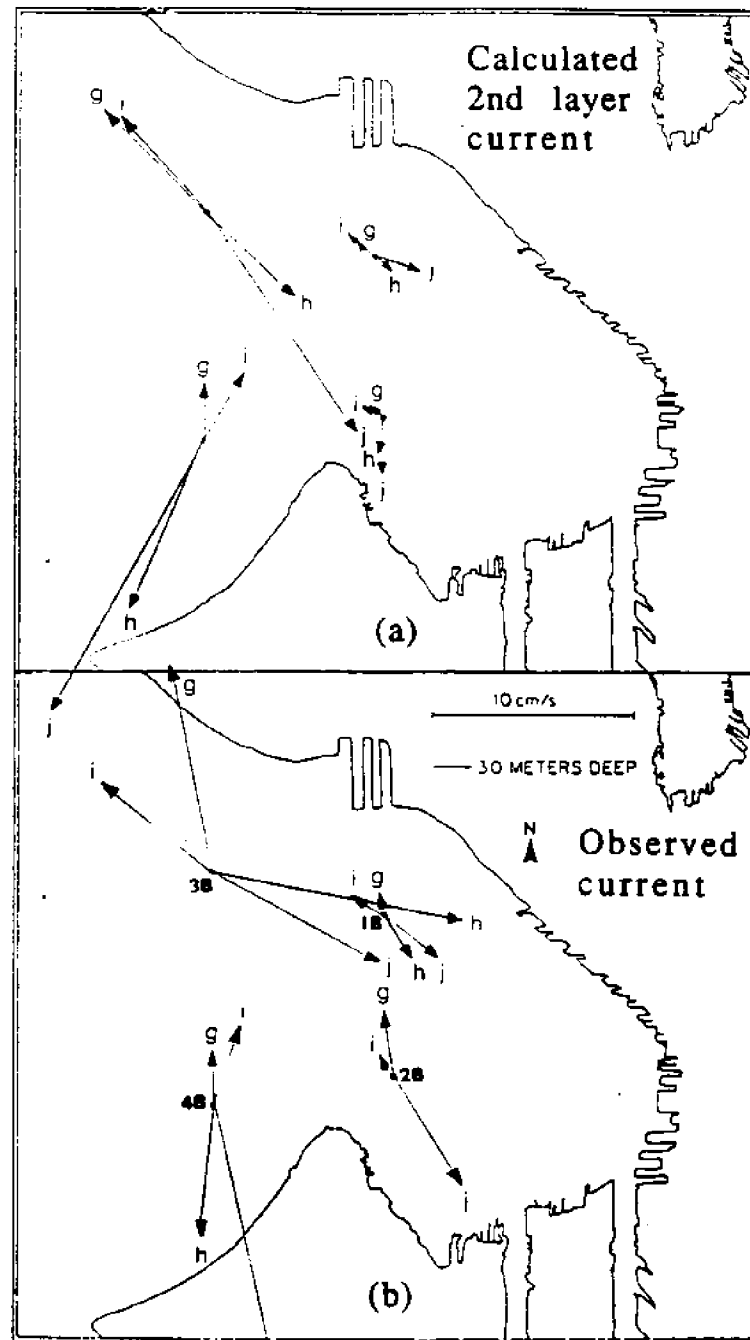 Calculated
2nd layer
current
g
i
i
g
h
j
h
g
i
i
g
j
h
j
h
(a)
j
g
10 cm/s
i
30 METERS DEEP
N
Observed
current
3B
i
g
1B
h
j
h
j
g
i
g
i
2B
4B
i
h
(b)